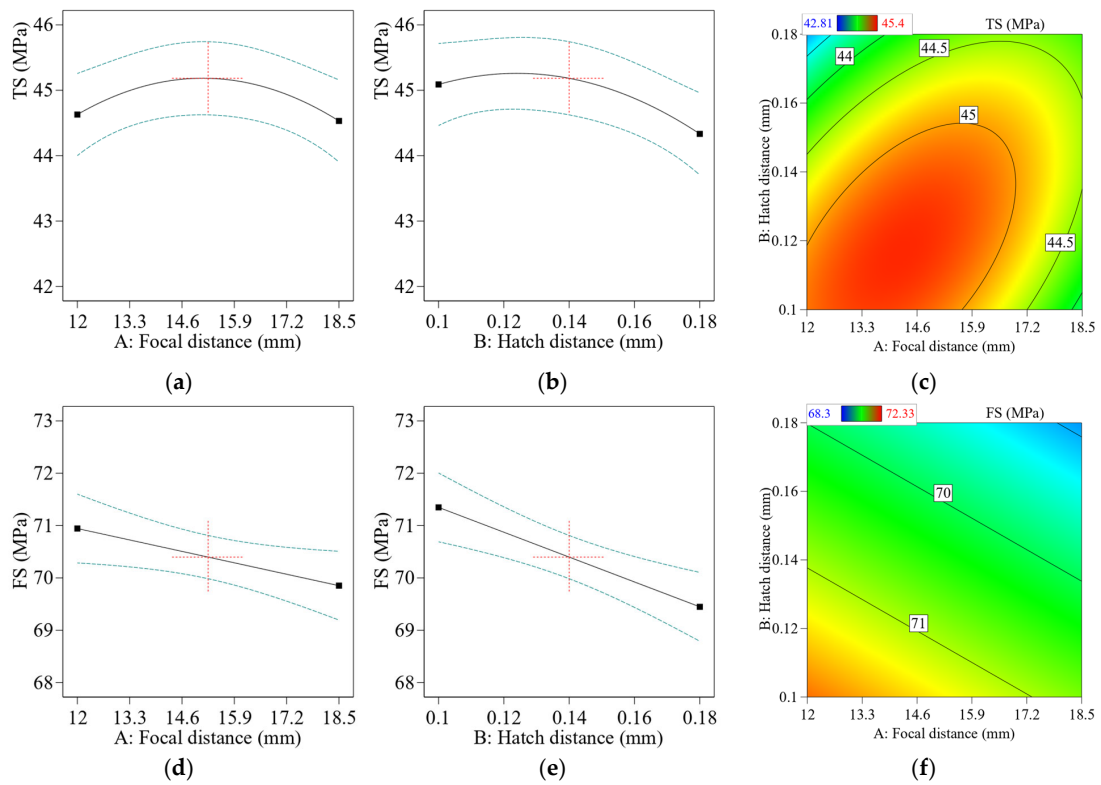 46
45
44
43
42
TS (MPa)
12 13.3 14.6 15.9 17.2 18.5
A: Focal distance (mm)
(a)
46
45
44
43
42
TS (MPa)
0.1 0.12 0.14 0.16 0.18
B: Hatch distance (mm)
(b)
42.81 45.4 TS (MPa)
0.18
0.16
0.14
0.12
0.1
B: Hatch distance (mm)
44
44.5
45
44.5
12 13.3 14.6 15.9 17.2 18.5
A: Focal distance (mm)
(c)
73
72
71
70
69
68
FS (MPa)
12 13.3 14.6 15.9 17.2 18.5
A: Focal distance (mm)
(d)
73
72
71
70
69
68
FS (MPa)
0.1 0.12 0.14 0.16 0.18
B: Hatch distance (mm)
(e)
68.3 72.33 FS (MPa)
0.18
0.16
0.14
0.12
0.1
B: Hatch distance (mm)
70
71
12 13.3 14.6 15.9 17.2 18.5
A: Focal distance (mm)
(f)